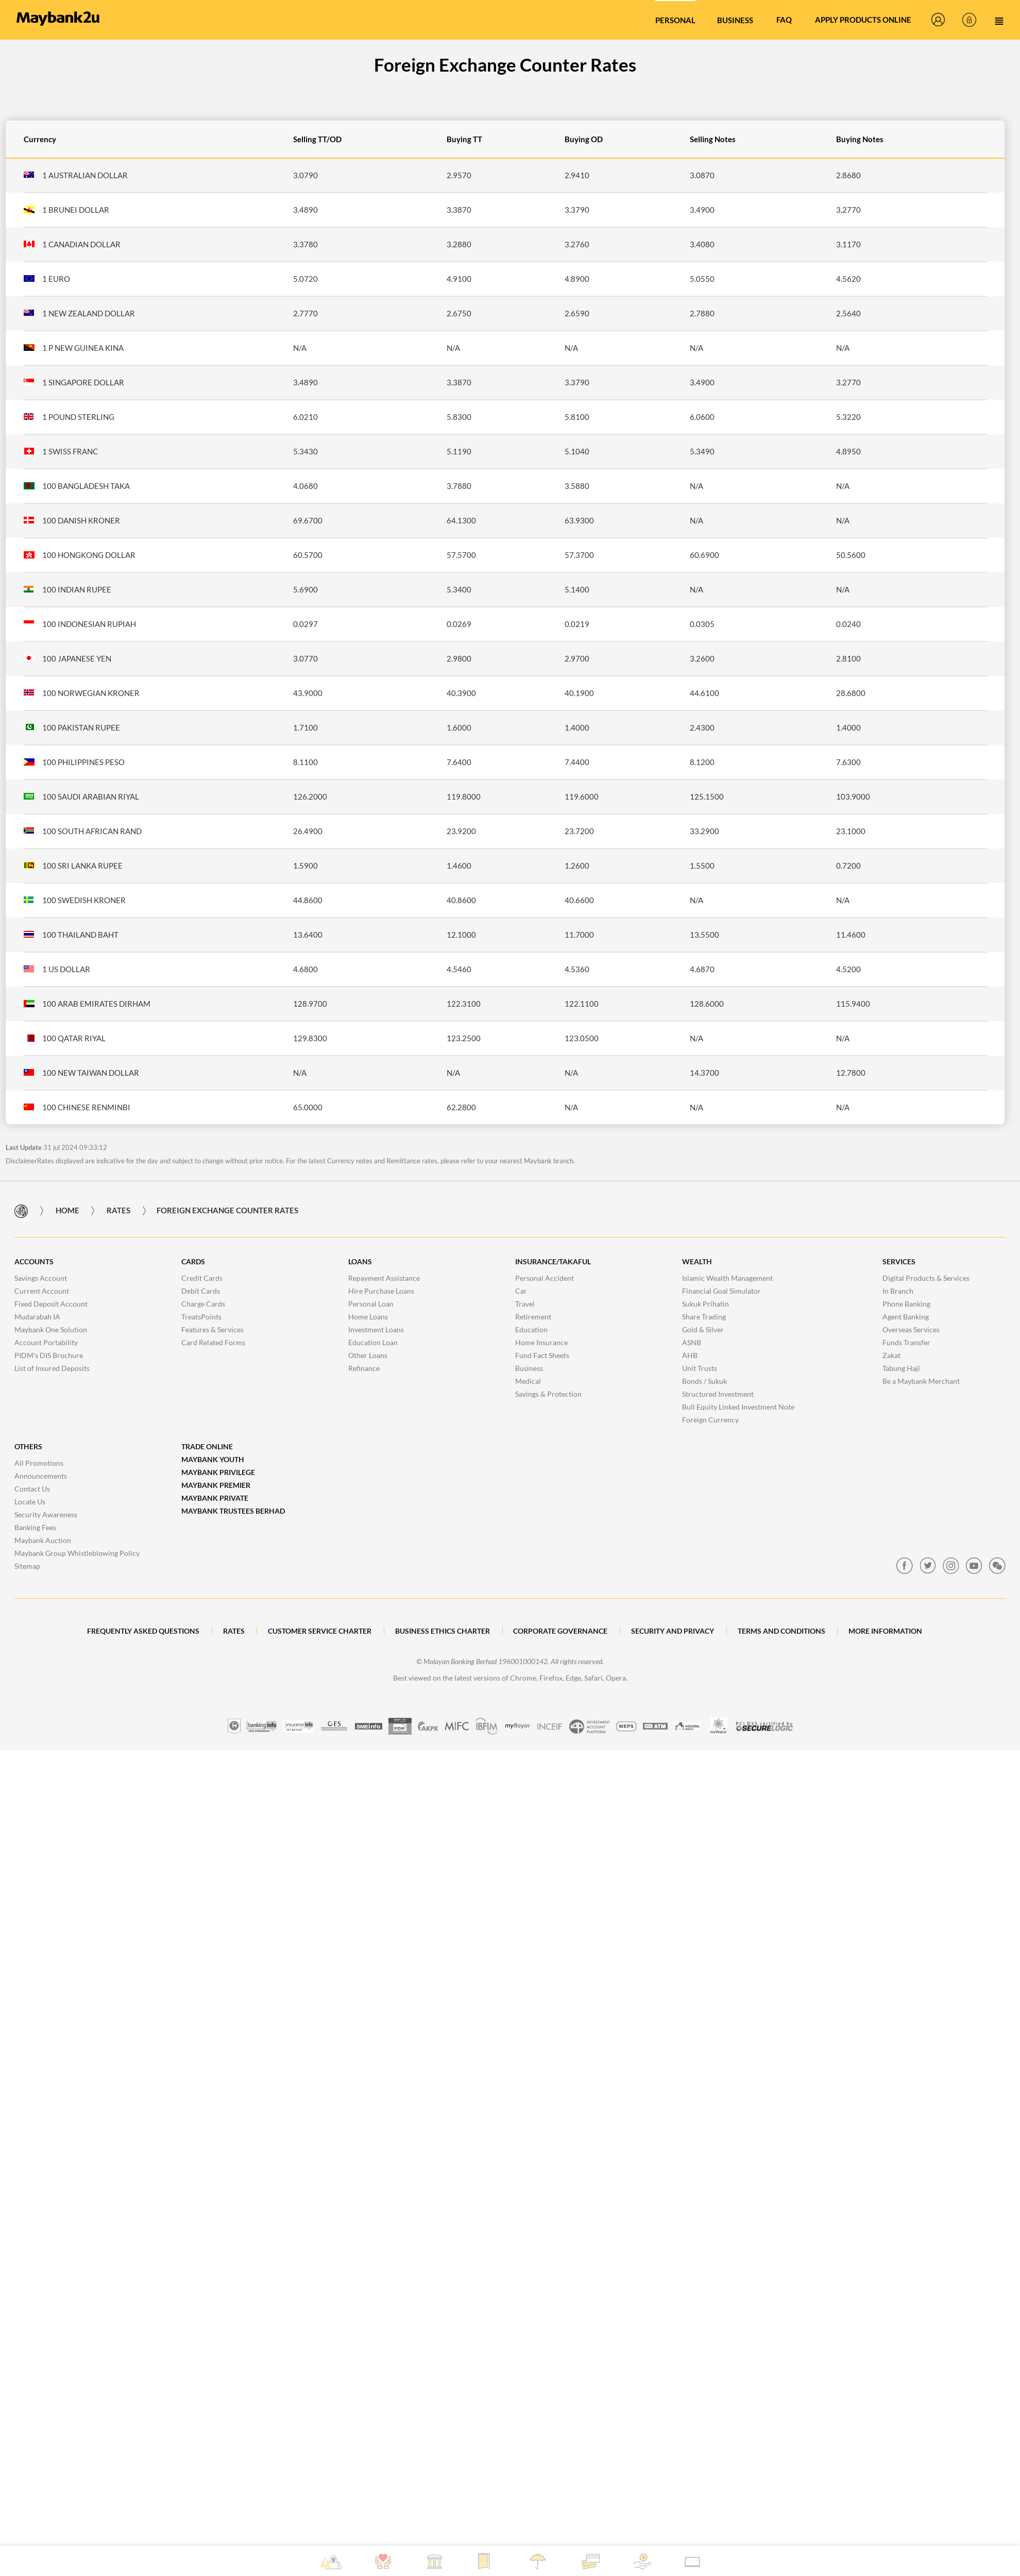 Maybank2u
PERSONAL BUSINESS FAQ APPLY PRODUCTS ONLINE
Foreign Exchange Counter Rates
Currency Selling TT/OD Buying TT Buying OD Selling Notes Buying Notes
1 AUSTRALIAN DOLLAR 3.0790 2.9570 2.9410 3.0870 2.8680
1 BRUNEI DOLLAR 3.4890 3.3870 3.3790 3.4900 3.2770
1 CANADIAN DOLLAR 3.3780 3.2880 3.2760 3.4080 3.1170
1 EURO 5.0720 4.9100 4.8900 5.0550 4.5620
1 NEW ZEALAND DOLLAR 2.7770 2.6750 2.6590 2.7880 2.5640
1 P NEW GUINEA KINA N/A N/A N/A N/A N/A
1 SINGAPORE DOLLAR 3.4890 3.3870 3.3790 3.4900 3.2770
1 POUND STERLING 6.0210 5.8300 5.8100 6.0600 5.3220
1 SWISS FRANC 5.3430 5.1190 5.1040 5.3490 4.8950
100 BANGLADESH TAKA 4.0680 3.7880 3.5880 N/A N/A
100 DANISH KRONER 69.6700 64.1300 63.9300 N/A N/A
100 HONGKONG DOLLAR 60.5700 57.5700 57.3700 60.6900 50.5600
100 INDIAN RUPEE 5.6900 5.3400 5.1400 N/A N/A
100 INDONESIAN RUPIAH 0.0297 0.0269 0.0219 0.0305 0.0240
100 JAPANESE YEN 3.0770 2.9800 2.9700 3.2600 2.8100
100 NORWEGIAN KRONER 43.9000 40.3900 40.1900 44.6100 28.6800
100 PAKISTAN RUPEE 1.7100 1.6000 1.4000 2.4300 1.4000
100 PHILIPPINES PESO 8.1100 7.6400 7.4400 8.1200 7.6300
100 SAUDI ARABIAN RIYAL 126.2000 119.8000 119.6000 125.1500 103.9000
100 SOUTH AFRICAN RAND 26.4900 23.9200 23.7200 33.2900 23.1000
100 SRI LANKA RUPEE 1.5900 1.4600 1.2600 1.5500 0.7200
100 SWEDISH KRONER 44.8600 40.8600 40.6600 N/A N/A
100 THAILAND BAHT 13.6400 12.1000 11.7000 13.5500 11.4600
1 US DOLLAR 4.6800 4.5460 4.5360 4.6870 4.5200
100 ARAB EMIRATES DIRHAM 128.9700 122.3100 122.1100 128.6000 115.9400
100 QATAR RIYAL 129.8300 123.2500 123.0500 N/A N/A
100 NEW TAIWAN DOLLAR N/A N/A N/A 14.3700 12.7800
100 CHINESE RENMINBI 65.0000 62.2800 N/A N/A N/A
Last Update 31 jul 2024 09:33:12
DisclaimerRates displayed are indicative for the day and subject to change without prior notice. For the latest Currency notes and Remittance rates, please refer to your nearest Maybank branch.
HOME RATES FOREIGN EXCHANGE COUNTER RATES
ACCOUNTS
Savings Account
Current Account
Fixed Deposit Account
Mudarabah IA
Maybank One Solution
Account Portability
PIDM's DIS Brochure
List of Insured Deposits
CARDS
Credit Cards
Debit Cards
Charge Cards
TreatsPoints
Features & Services
Card Related Forms
LOANS
Repayment Assistance
Hire Purchase Loans
Personal Loan
Home Loans
Investment Loans
Education Loan
Other Loans
Refinance
INSURANCE/TAKAFUL
Personal Accident
Car
Travel
Retirement
Education
Home Insurance
Fund Fact Sheets
Business
Medical
Savings & Protection
WEALTH
Islamic Wealth Management
Financial Goal Simulator
Sukuk Prihatin
Share Trading
Gold & Silver
ASNB
AHB
Unit Trusts
Bonds / Sukuk
Structured Investment
Bull Equity Linked Investment Note
Foreign Currency
SERVICES
Digital Products & Services
In Branch
Phone Banking
Agent Banking
Overseas Services
Funds Transfer
Zakat
Tabung Haji
Be a Maybank Merchant
OTHERS
All Promotions
Announcements
Contact Us
Locate Us
Security Awareness
Banking Fees
Maybank Auction
Maybank Group Whistleblowing Policy
Sitemap
TRADE ONLINE
MAYBANK YOUTH
MAYBANK PRIVILEGE
MAYBANK PREMIER
MAYBANK PRIVATE
MAYBANK TRUSTEES BERHAD
FREQUENTLY ASKED QUESTIONS RATES CUSTOMER SERVICE CHARTER BUSINESS ETHICS CHARTER CORPORATE GOVERNANCE SECURITY AND PRIVACY TERMS AND CONDITIONS MORE INFORMATION
© Malayan Banking Berhad 196001000142. All rights reserved.
Best viewed on the latest versions of Chrome, Firefox, Edge, Safari, Opera.
bankinginfo insuranceinfo OFS SMEinfo AKPK MIFC IBFIM myBayar INCEIF INVESTMENT ACCOUNT PLATFORM MEPS ATM SECURELOGIC